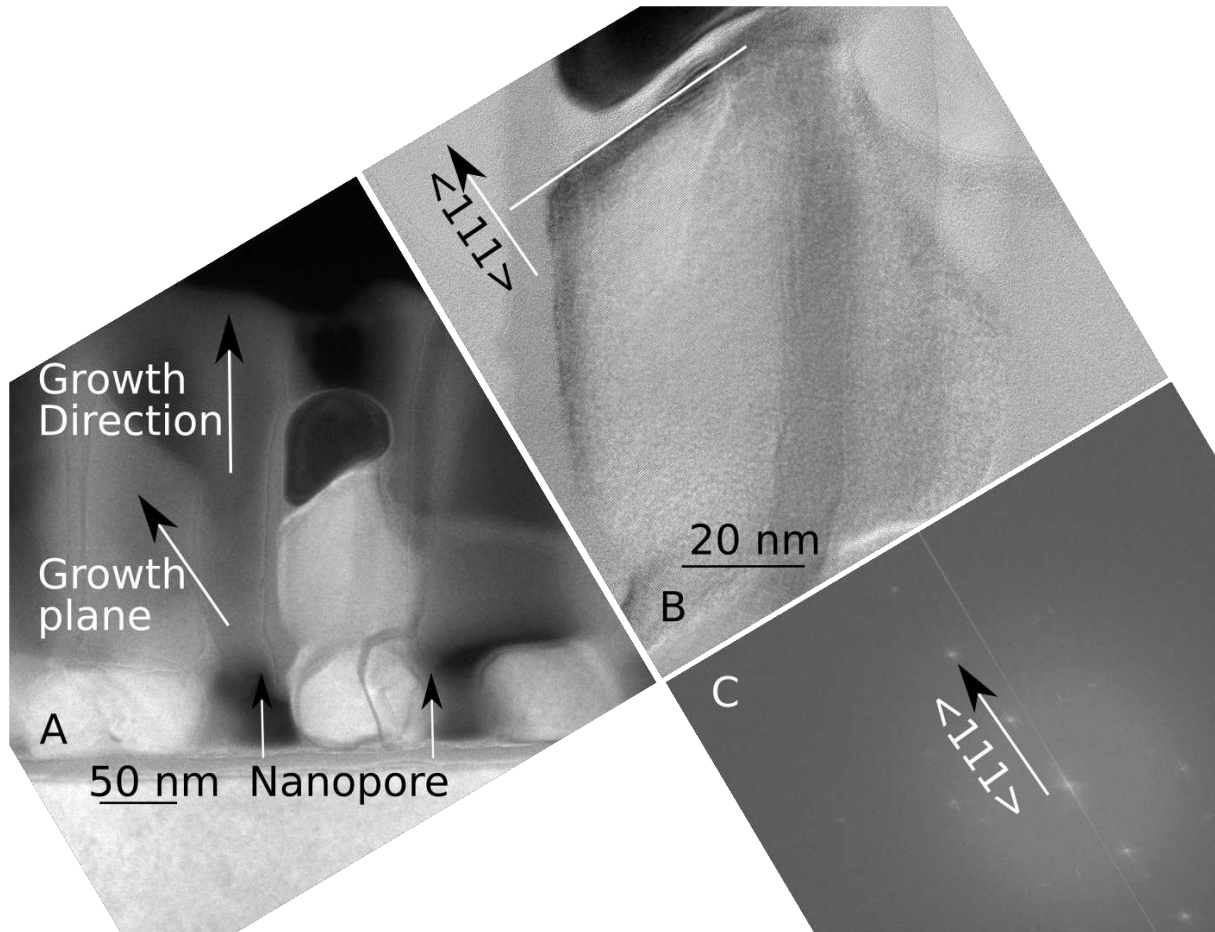 Growth
Direction
Growth
plane
A
50 nm
Nanopore
<111>
20 nm
B
C
<111>